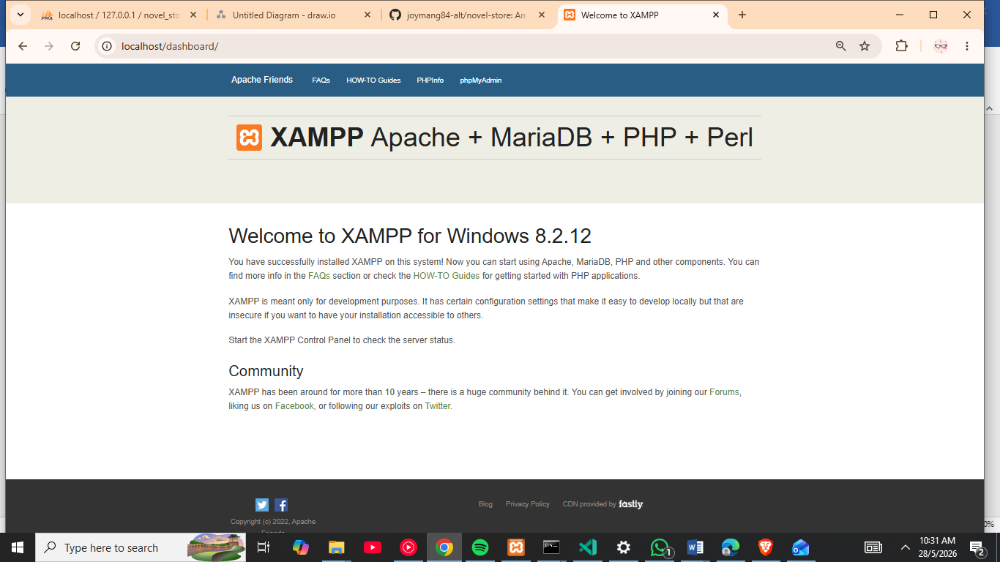 localhost / 127.0.0.1 / novel_sto
Untitled Diagram - draw.io
joymang84-alt/novel-store: An
Welcome to XAMPP
localhost/dashboard/
Apache Friends FAQs HOW-TO Guides PHPInfo phpMyAdmin
XAMPP Apache + MariaDB + PHP + Perl
Welcome to XAMPP for Windows 8.2.12
You have successfully installed XAMPP on this system! Now you can start using Apache, MariaDB, PHP and other components. You can
find more info in the FAQs section or check the HOW-TO Guides for getting started with PHP applications.
XAMPP is meant only for development purposes. It has certain configuration settings that make it easy to develop locally but that are
insecure if you want to have your installation accessible to others.
Start the XAMPP Control Panel to check the server status.
Community
XAMPP has been around for more than 10 years – there is a huge community behind it. You can get involved by joining our Forums,
liking us on Facebook, or following our exploits on Twitter.
Blog Privacy Policy CDN provided by fastly
Copyright (c) 2022, Apache
Friends
0%
Type here to search
1
10:31 AM
28/5/2026
2